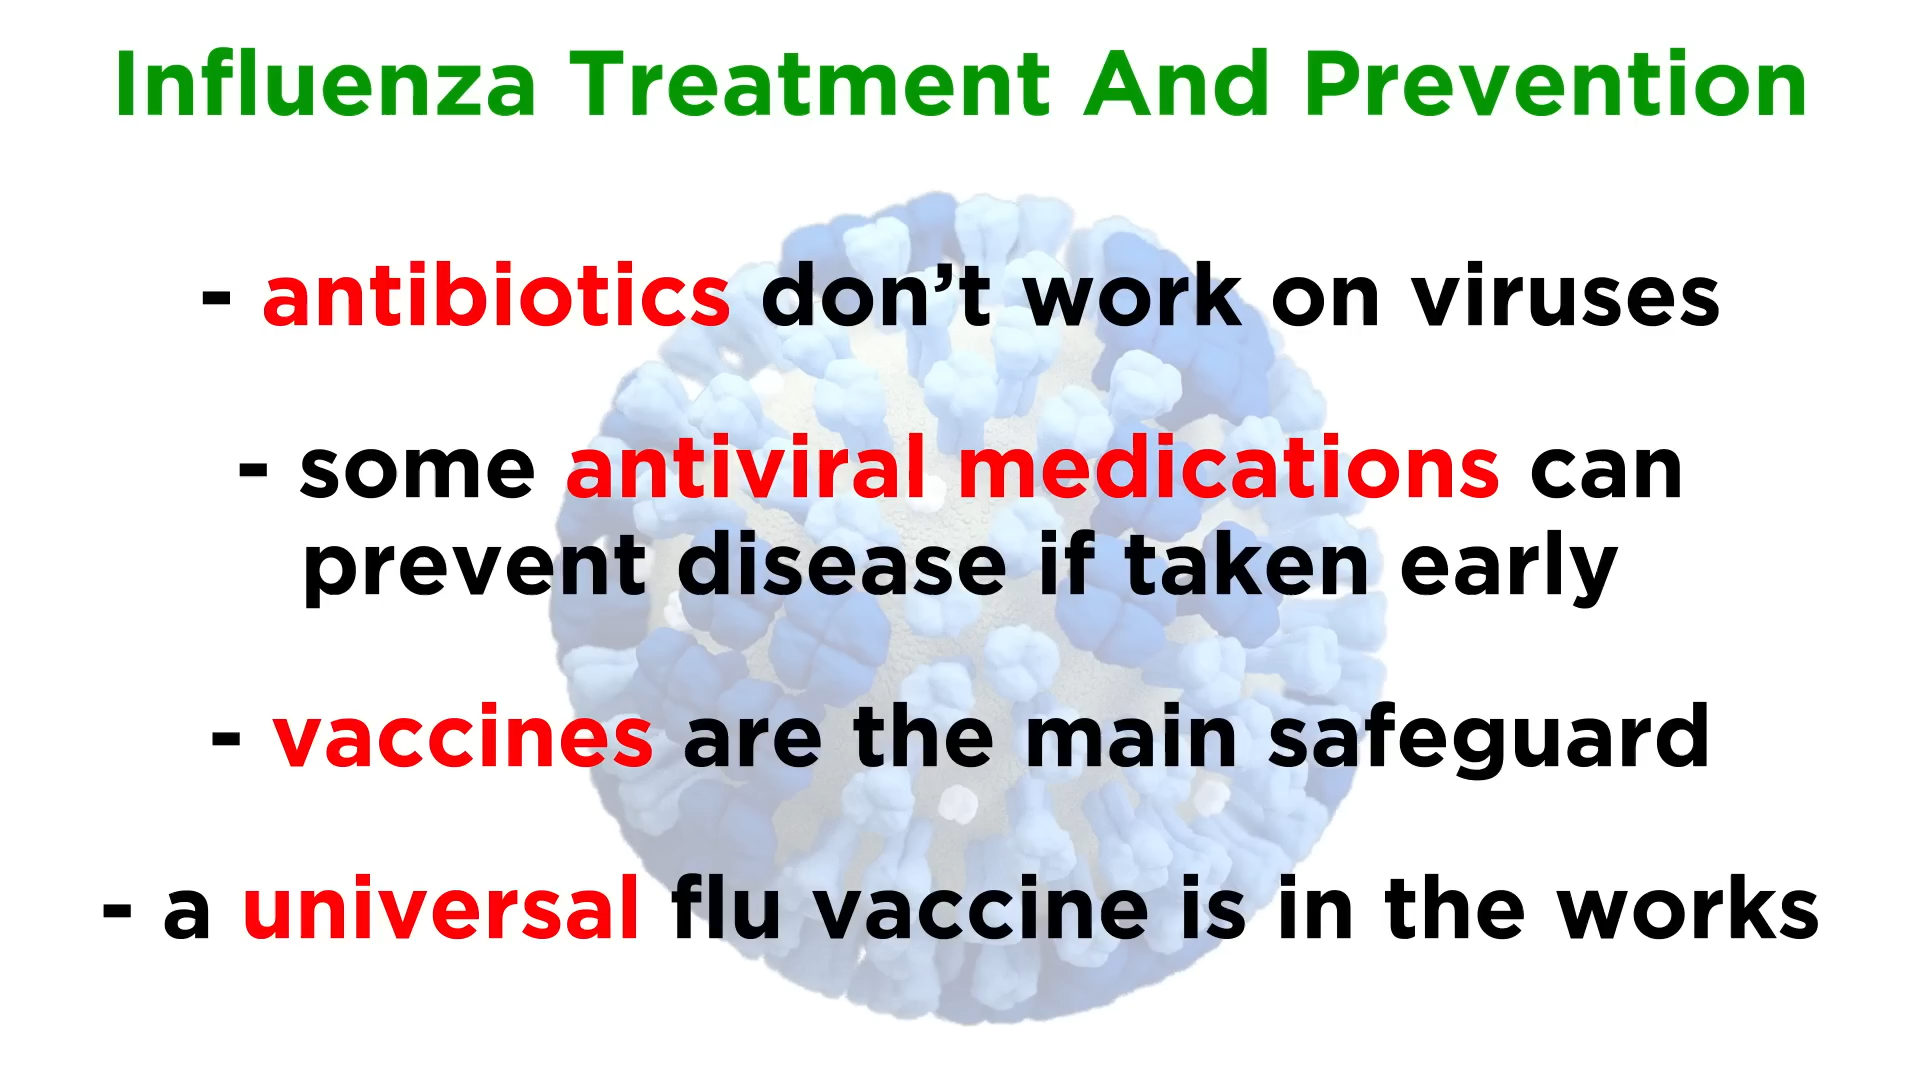 Influenza Treatment And Prevention
- antibiotics don’t work on viruses
- some antiviral medications can
prevent disease if taken early
- vaccines are the main safeguard
- a universal flu vaccine is in the works